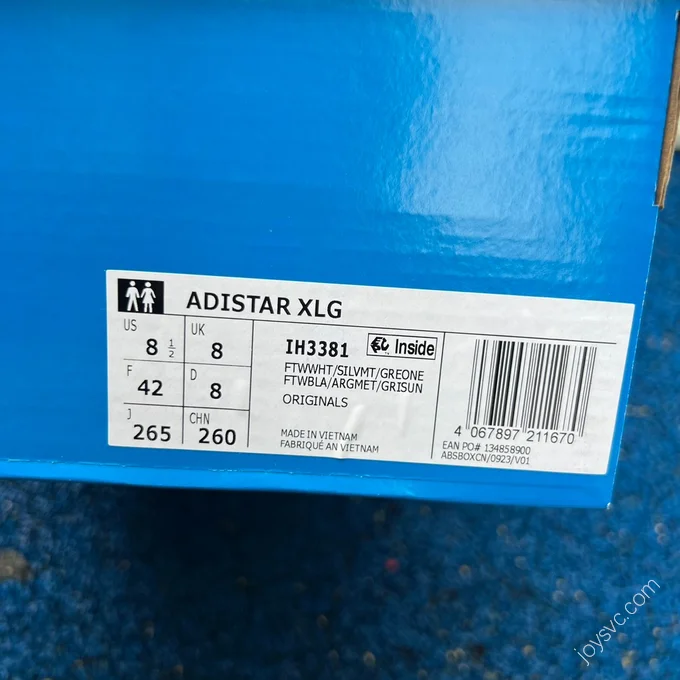 ADISTAR XLG
US
8 1/2
UK
8
F
42
D
8
J
265
CHN
260
IH3381
Inside
FTWWHT/SILVMT/GREONE
FTWBLA/ARGMET/GRISUN
ORIGINALS
MADE IN VIETNAM
FABRIQUÉ AN VIETNAM
4 067897 211670
EAN PO# 134858900
ABSBOXCN/0923/V01
joysvc.com